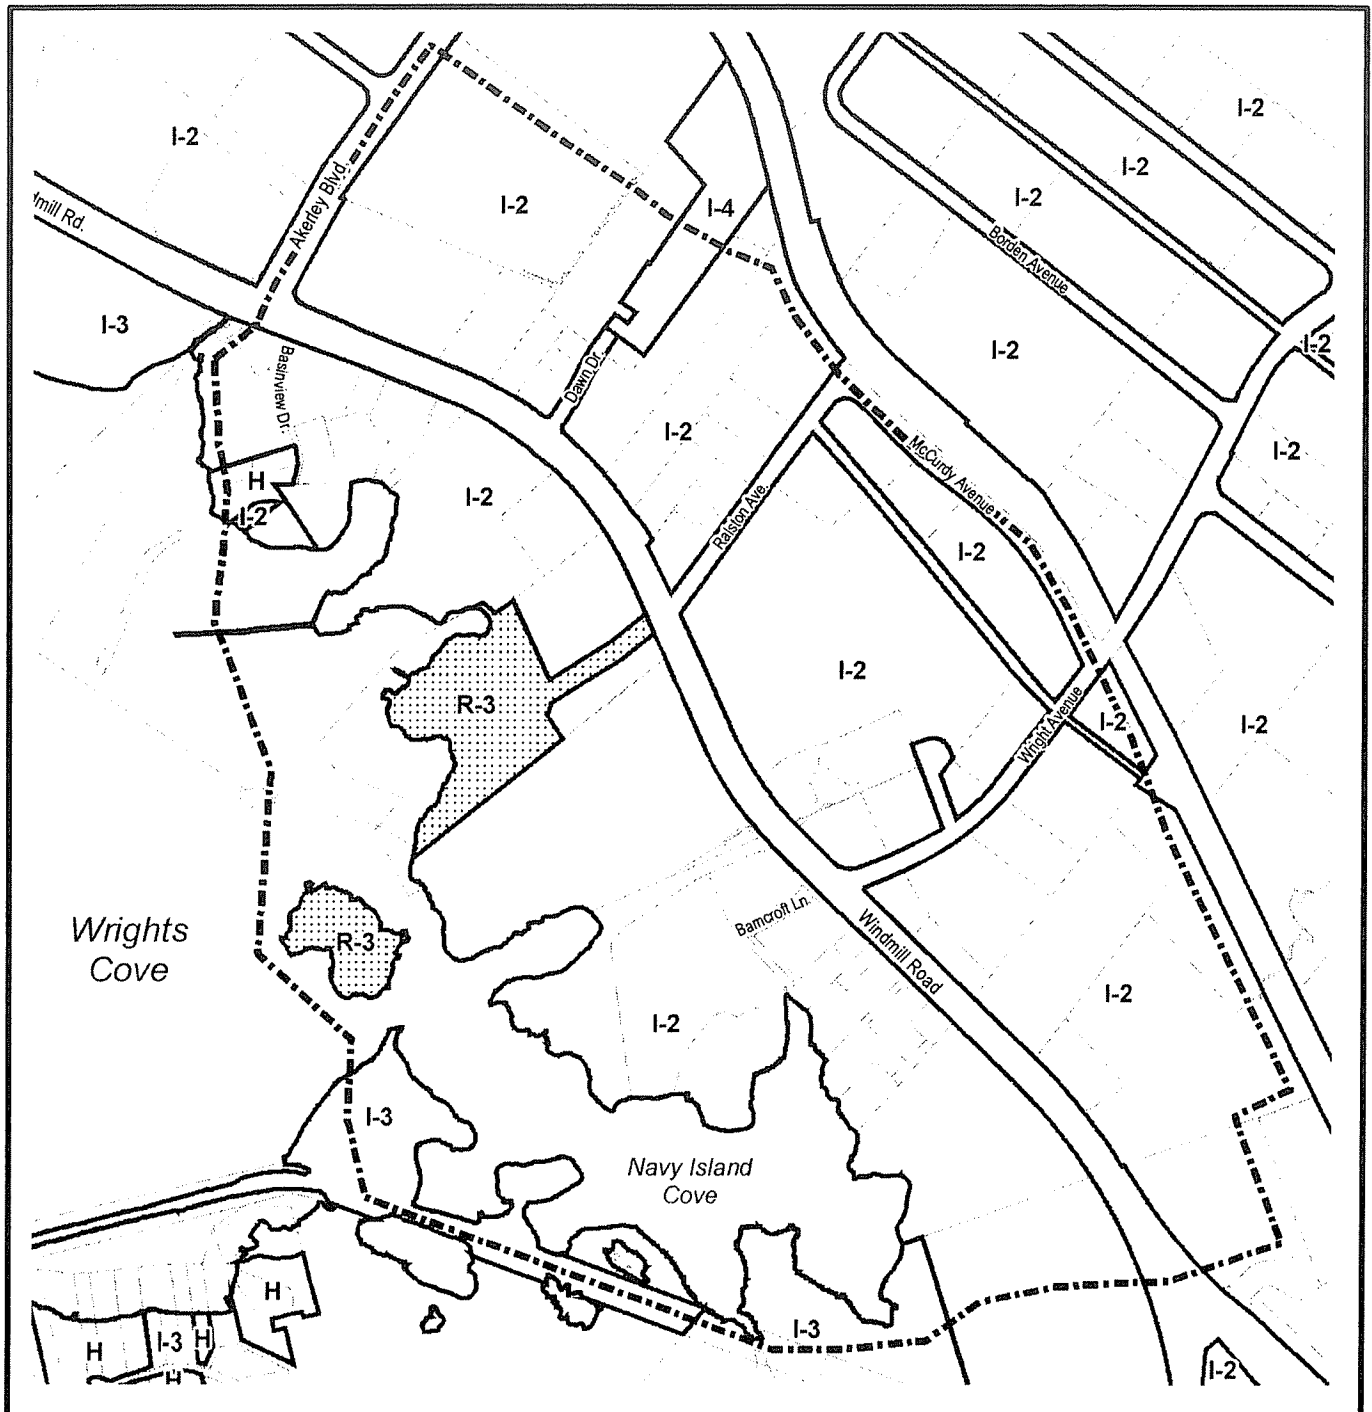 I-2
I-2
I-2
I-2
I-2
I-4
dmill Rd.
Akerley Blvd.
Borden Avenue
I-3
I-2
I-2
Basinview Dr.
Dawn Dr.
I-2
I-2
H
I-2
I-2
McCurdy Avenue
Ralston Ave.
I-2
I-2
R-3
I-2
I-2
Wright Avenue
Wrights
Cove
R-3
Bamcroft Ln.
Windmill Road
I-2
I-2
I-3
Navy Island
Cove
H
I-3
H
I-3
H
H
I-2